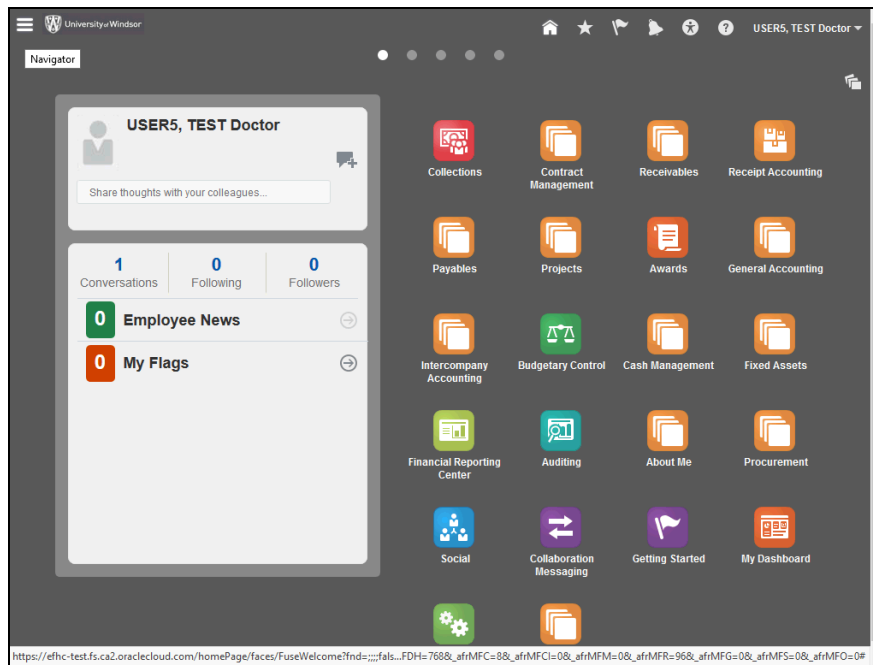 University of Windsor
USER5, TEST Doctor
Navigator
USER5, TEST Doctor
Share thoughts with your colleagues...
1
0
0
Conversations
Following
Followers
0
Employee News
0
My Flags
Collections
Contract
Management
Receivables
Receipt Accounting
Payables
Projects
Awards
General Accounting
Intercompany
Accounting
Budgetary Control
Cash Management
Fixed Assets
Financial Reporting
Center
Auditing
About Me
Procurement
Social
Collaboration
Messaging
Getting Started
My Dashboard
https://efhc-test.fs.ca2.oraclecloud.com/homePage/faces/FuseWelcome?fnd=;;;;fals...FDH=768&_afrMFC=8&_afrMFCI=0&_afrMFM=0&_afrMFR=96&_afrMFG=0&_afrMFS=0&_afrMFO=0#